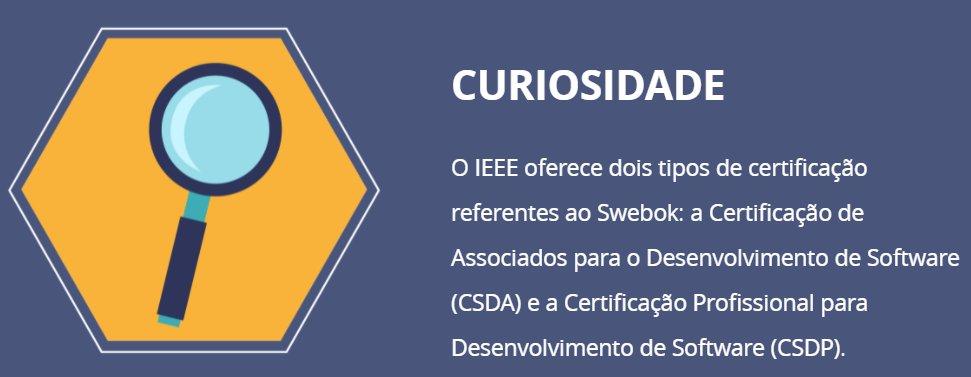 CURIOSIDADE
O IEEE oferece dois tipos de certificação
referentes ao Swebok: a Certificação de
Associados para o Desenvolvimento de Software
(CSDA) e a Certificação Profissional para
Desenvolvimento de Software (CSDP).